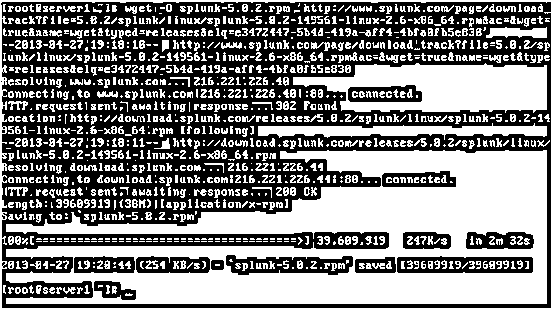 [root@server1 ~]# wget -O splunk-5.0.2.rpm 'http://www.splunk.com/page/download_
track?file=5.0.2/splunk/linux/splunk-5.0.2-149561-linux-2.6-x86_64.rpm&ac=&wget=
true&name=wget&typed=releases&elq=e3472447-5b4d-419a-aff4-4bfa0fb5e830'
--2013-04-27 19:18:10-- http://www.splunk.com/page/download_track?file=5.0.2/sp
lunk/linux/splunk-5.0.2-149561-linux-2.6-x86_64.rpm&ac=&wget=true&name=wget&type
d=releases&elq=e3472447-5b4d-419a-aff4-4bfa0fb5e830
Resolving www.splunk.com... 216.221.226.40
Connecting to www.splunk.com|216.221.226.40|:80... connected.
HTTP request sent, awaiting response... 302 Found
Location: http://download.splunk.com/releases/5.0.2/splunk/linux/splunk-5.0.2-14
9561-linux-2.6-x86_64.rpm [following]
--2013-04-27 19:18:11-- http://download.splunk.com/releases/5.0.2/splunk/linux/
splunk-5.0.2-149561-linux-2.6-x86_64.rpm
Resolving download.splunk.com... 216.221.226.44
Connecting to download.splunk.com|216.221.226.44|:80... connected.
HTTP request sent, awaiting response... 200 OK
Length: 39609919 (38M) [application/x-rpm]
Saving to: `splunk-5.0.2.rpm'
100%[======================================>] 39,609,919 247K/s in 2m 32s
2013-04-27 19:20:44 (254 KB/s) - `splunk-5.0.2.rpm' saved [39609919/39609919]
[root@server1 ~]# _